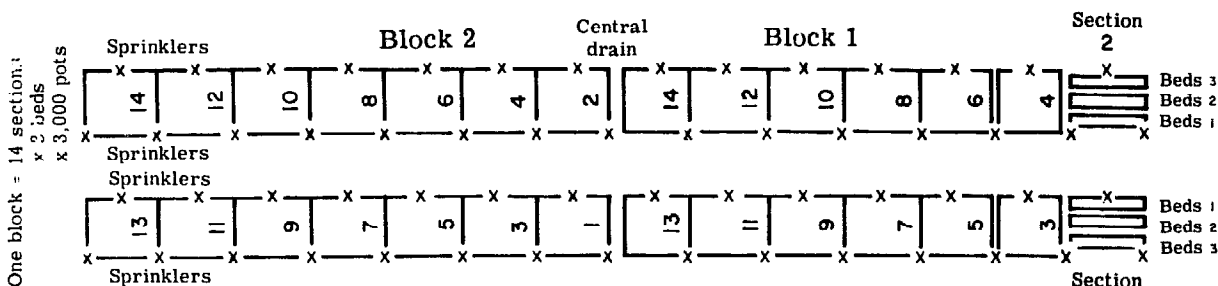 One block = 14 sections
x 3 beds
x 3,000 pots
Sprinklers
Block 2
Central
drain
Block 1
Section
2
14 12 10 8 6 4 2 14 12 10 8 6 4
Beds 3
Beds 2
Beds 1
Sprinklers
Sprinklers
13 11 9 7 5 3 1 13 11 9 7 5 3
Beds 1
Beds 2
Beds 3
Sprinklers
Section